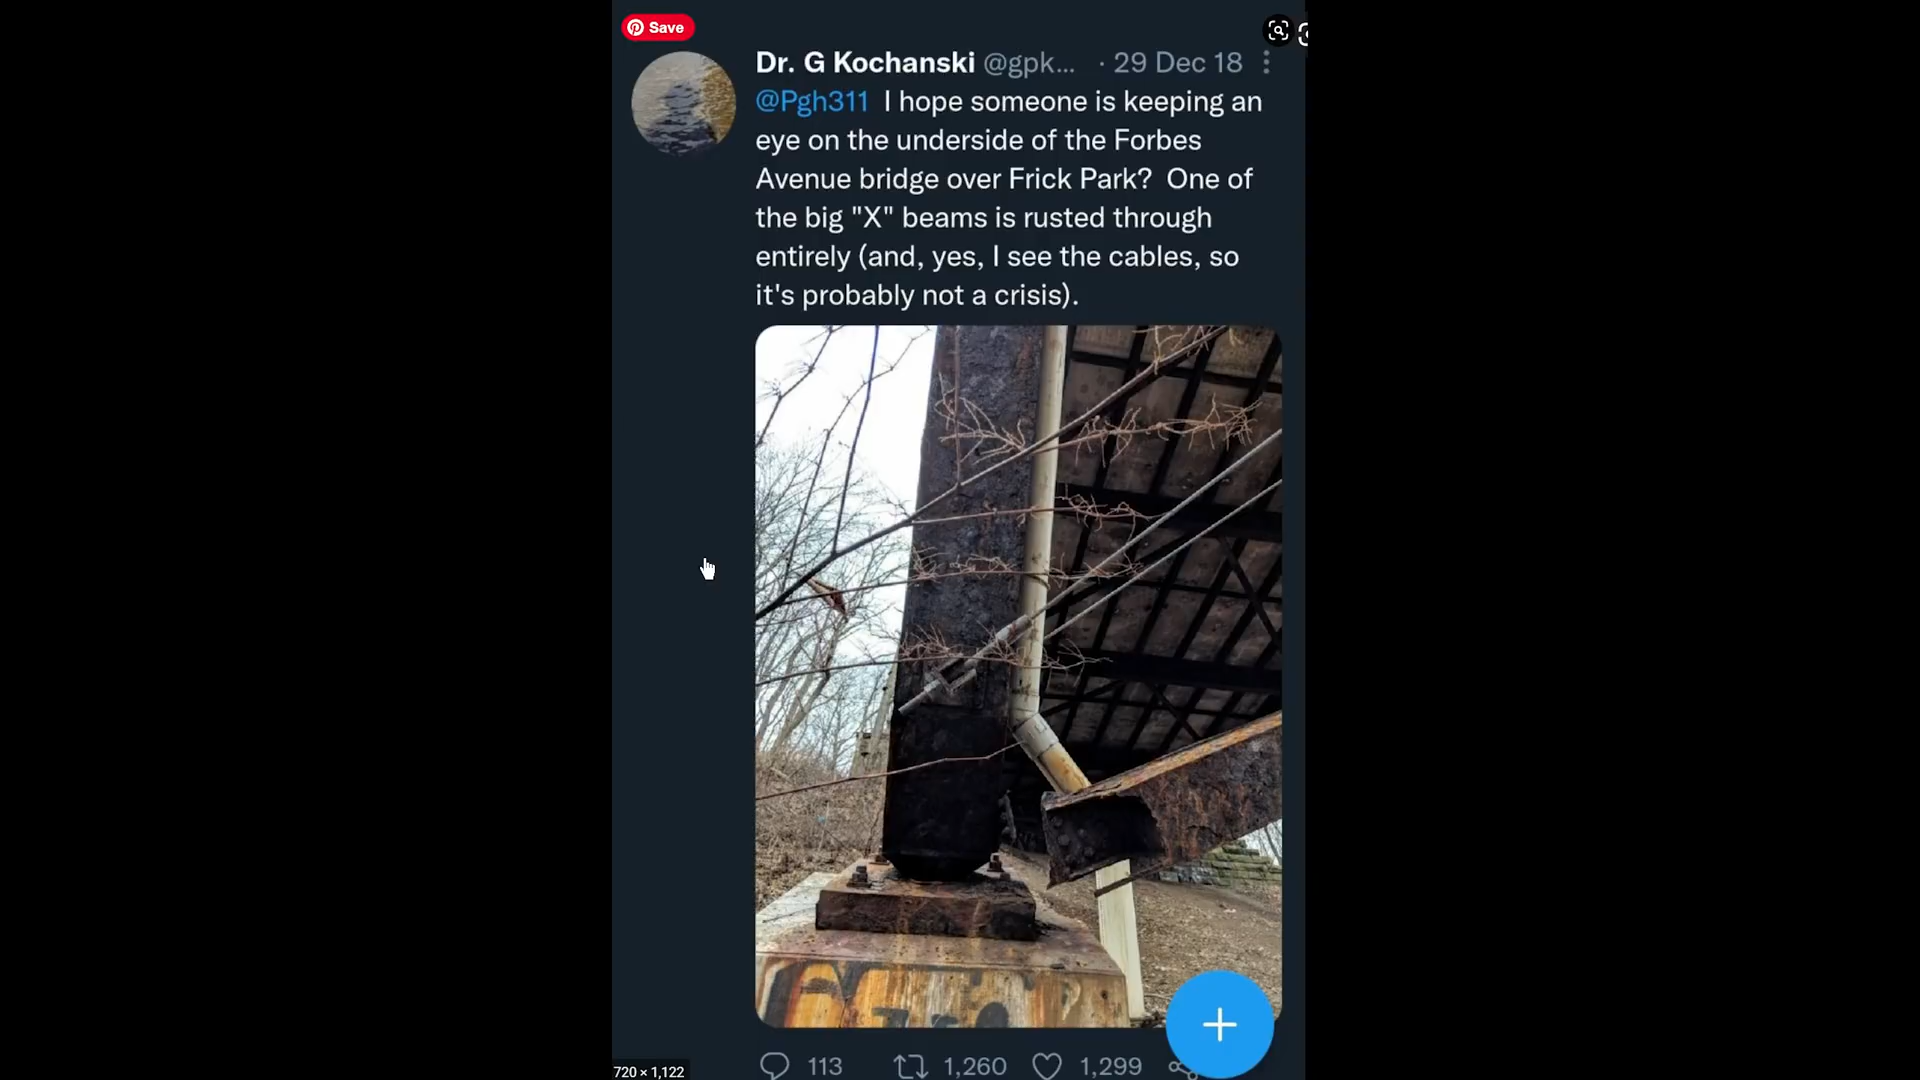 Save
Dr. G Kochanski @gpk... · 29 Dec 18
@Pgh311 I hope someone is keeping an
eye on the underside of the Forbes
Avenue bridge over Frick Park? One of
the big "X" beams is rusted through
entirely (and, yes, I see the cables, so
it's probably not a crisis).
113 1,260 1,299
720 × 1,122